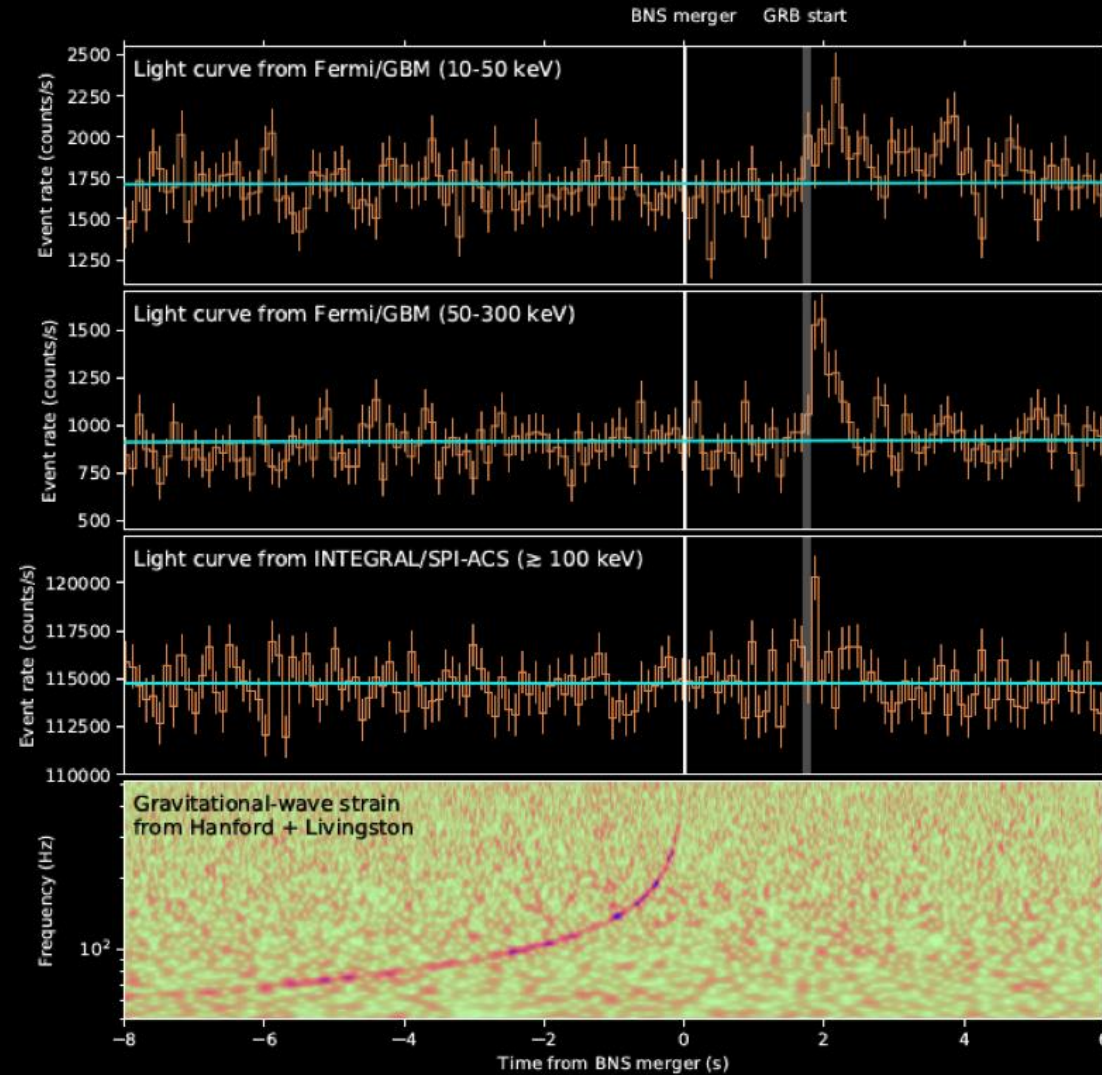 BNS merger GRB start
Light curve from Fermi/GBM (10-50 keV)
Event rate (counts/s)
2500
2250
2000
1750
1500
1250
Light curve from Fermi/GBM (50-300 keV)
Event rate (counts/s)
1500
1250
1000
750
500
Light curve from INTEGRAL/SPI-ACS (≥ 100 keV)
Event rate (counts/s)
120000
117500
115000
112500
110000
Gravitational-wave strain
from Hanford + Livingston
Frequency (Hz)
10²
−8 −6 −4 −2 0 2 4 6
Time from BNS merger (s)